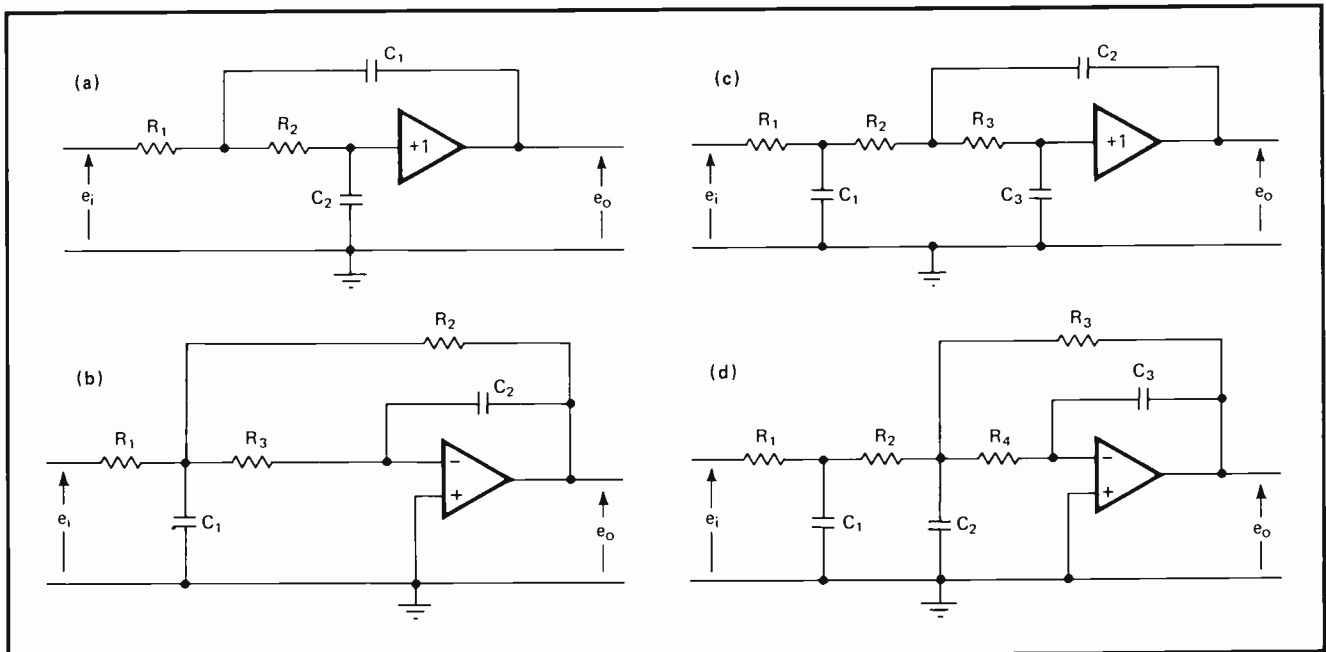 (a)
C₁
R₁
R₂
+1
C₂
eᵢ
eₒ
(c)
C₂
R₁
R₂
R₃
+1
C₁
C₃
eᵢ
eₒ
(b)
R₂
C₂
R₁
R₃
−
+
C₁
eᵢ
eₒ
(d)
R₃
C₃
R₁
R₂
R₄
−
+
C₁
C₂
eᵢ
eₒ